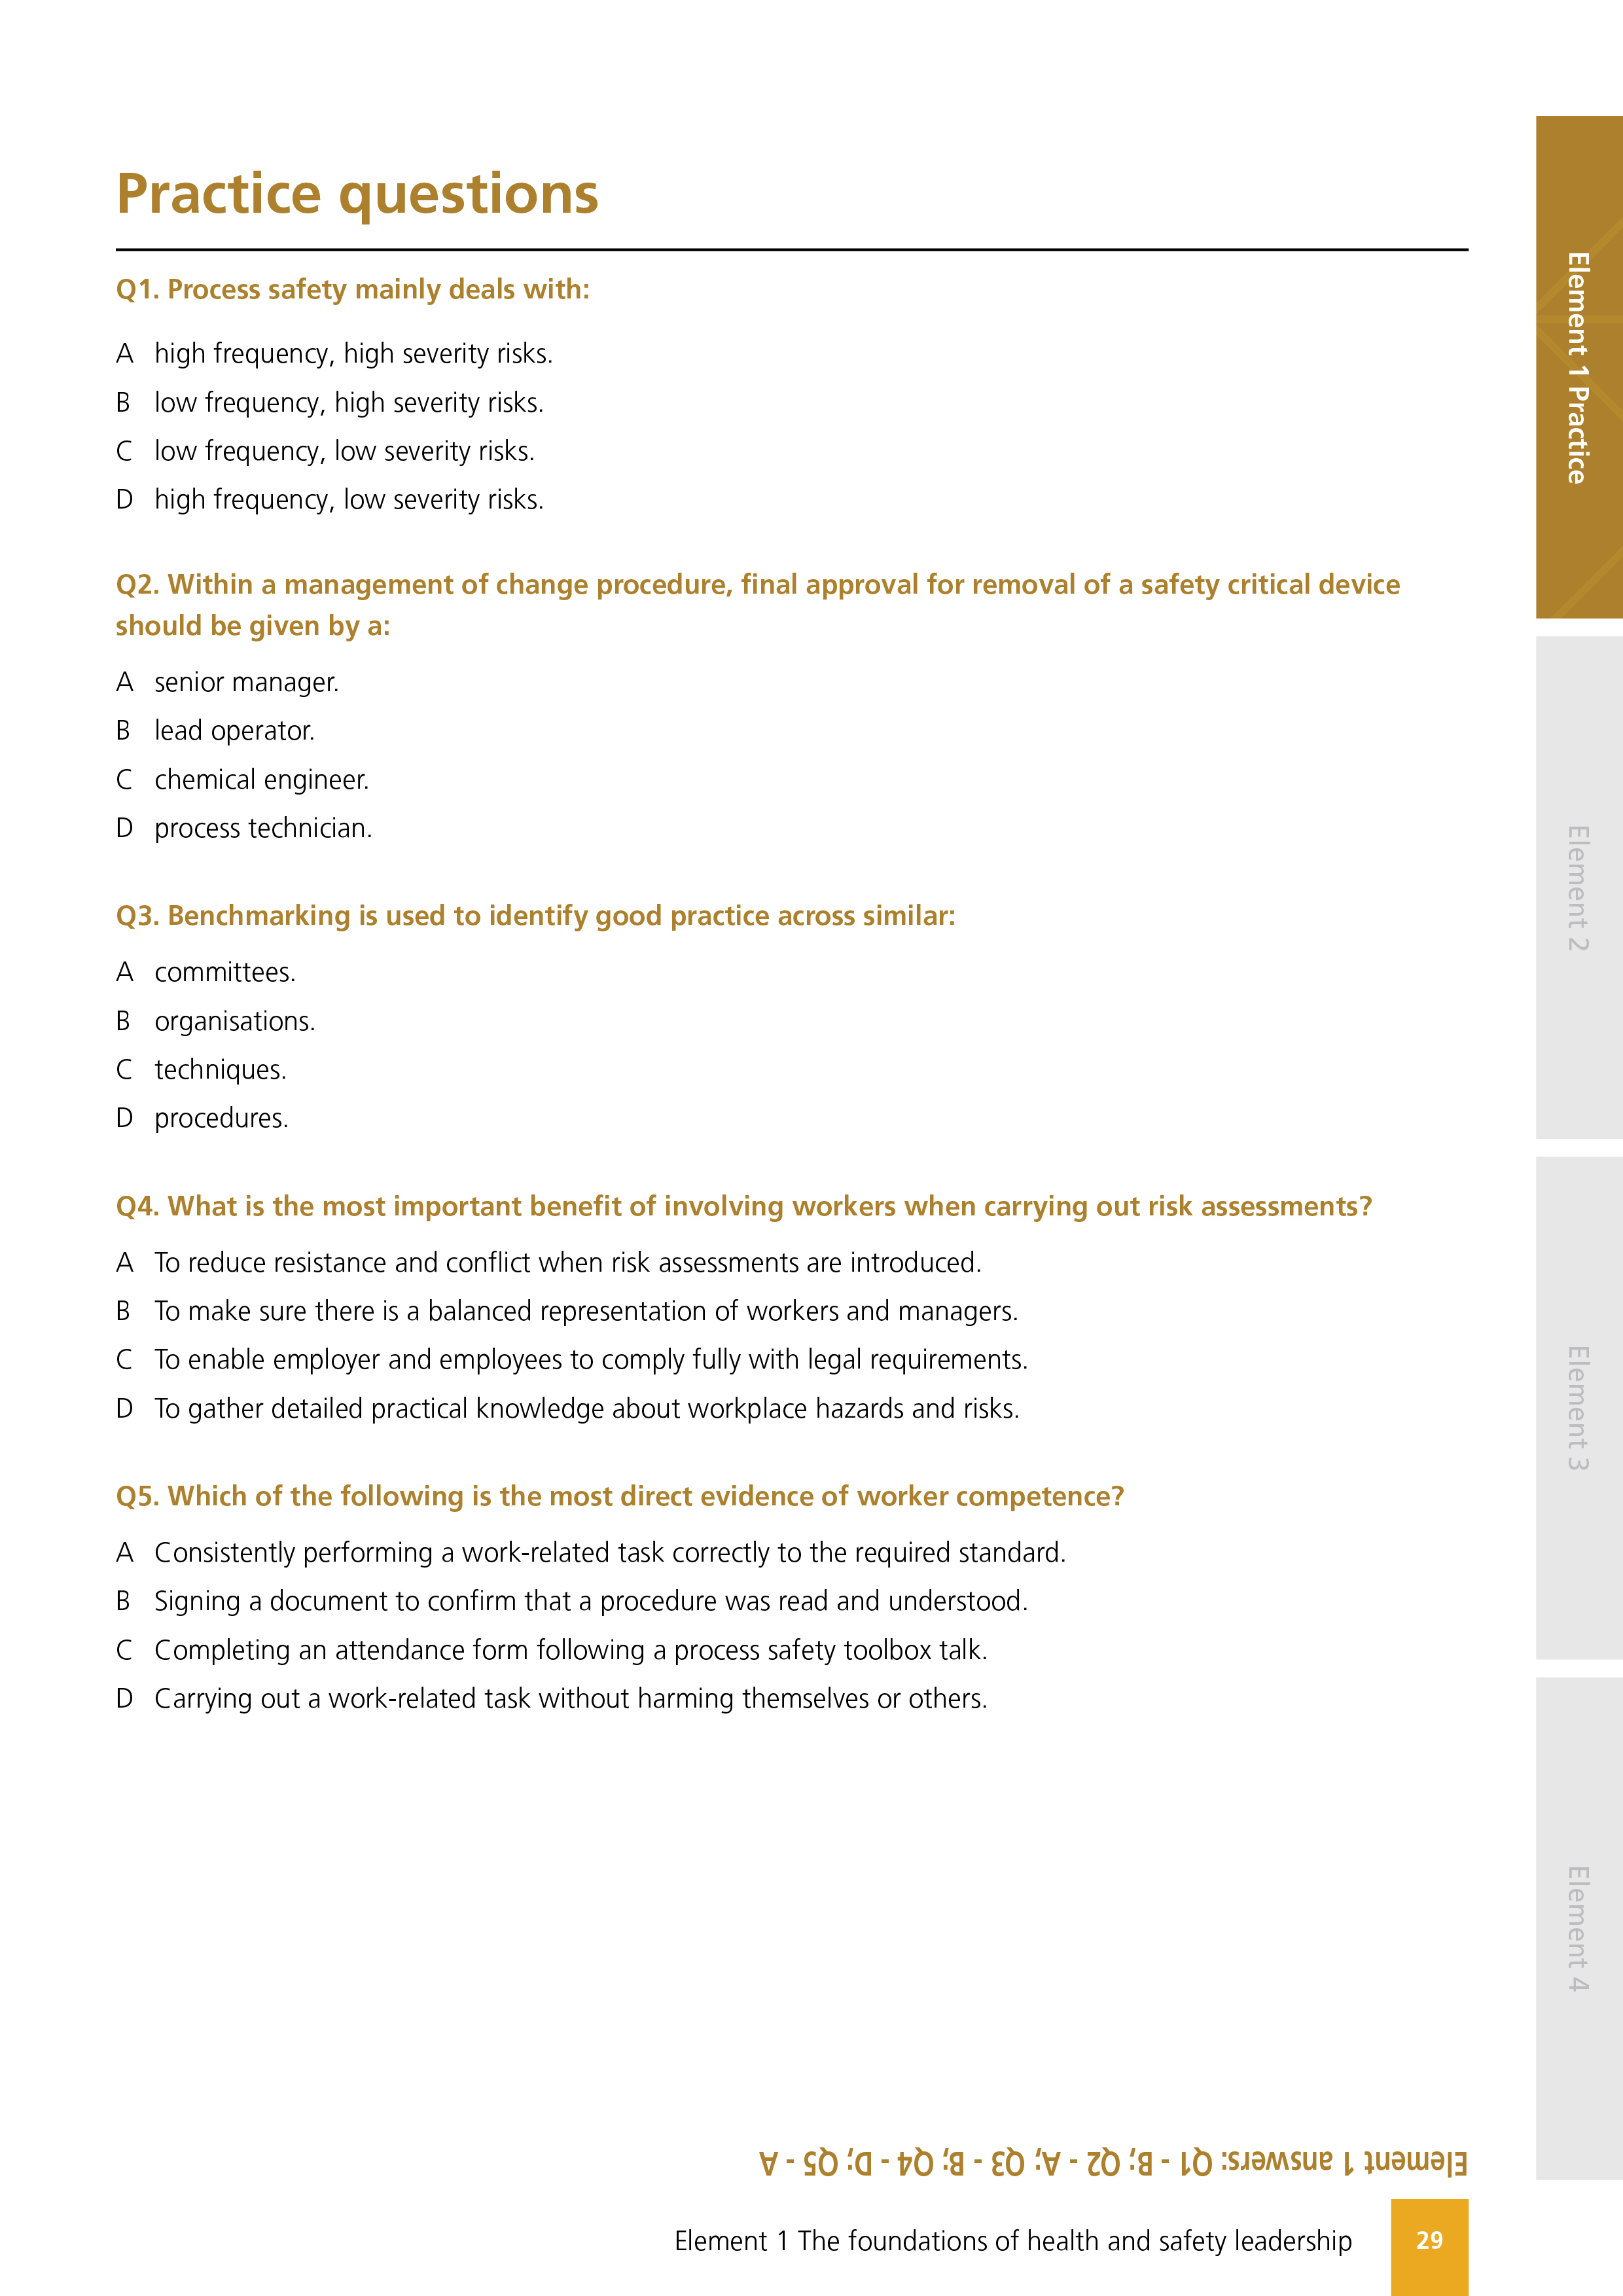 Practice questions
Q1. Process safety mainly deals with:
A high frequency, high severity risks.
B low frequency, high severity risks.
C low frequency, low severity risks.
D high frequency, low severity risks.
Q2. Within a management of change procedure, final approval for removal of a safety critical device
should be given by a:
A senior manager.
B lead operator.
C chemical engineer.
D process technician.
Q3. Benchmarking is used to identify good practice across similar:
A committees.
B organisations.
C techniques.
D procedures.
Q4. What is the most important benefit of involving workers when carrying out risk assessments?
A To reduce resistance and conflict when risk assessments are introduced.
B To make sure there is a balanced representation of workers and managers.
C To enable employer and employees to comply fully with legal requirements.
D To gather detailed practical knowledge about workplace hazards and risks.
Q5. Which of the following is the most direct evidence of worker competence?
A Consistently performing a work-related task correctly to the required standard.
B Signing a document to confirm that a procedure was read and understood.
C Completing an attendance form following a process safety toolbox talk.
D Carrying out a work-related task without harming themselves or others.
Element 1 answers: Q1 - B; Q2 - A; Q3 - B; Q4 - D; Q5 - A
Element 1 The foundations of health and safety leadership
29
Element 1 Practice
Element 2
Element 3
Element 4